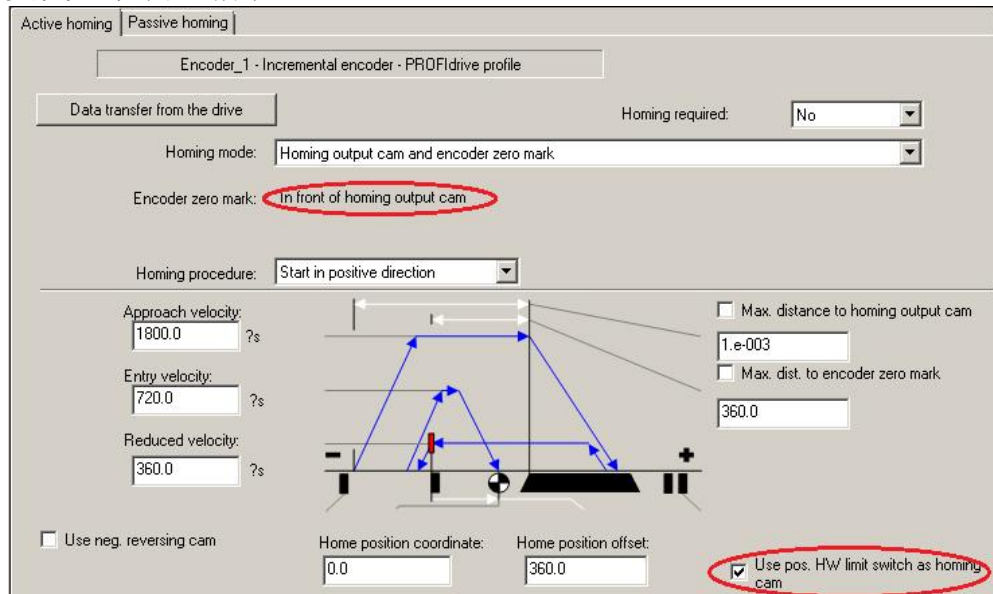 Active homing
Passive homing
Encoder_1 - Incremental encoder - PROFIdrive profile
Data transfer from the drive
Homing required:
No
Homing mode:
Homing output cam and encoder zero mark
Encoder zero mark:
In front of homing output cam
Homing procedure:
Start in positive direction
Approach velocity:
1800.0
?s
Entry velocity:
720.0
?s
Reduced velocity:
360.0
?s
Max. distance to homing output cam
1.e-003
Max. dist. to encoder zero mark
360.0
- +
Use neg. reversing cam
Home position coordinate:
0.0
Home position offset:
360.0
Use pos. HW limit switch as homing
cam